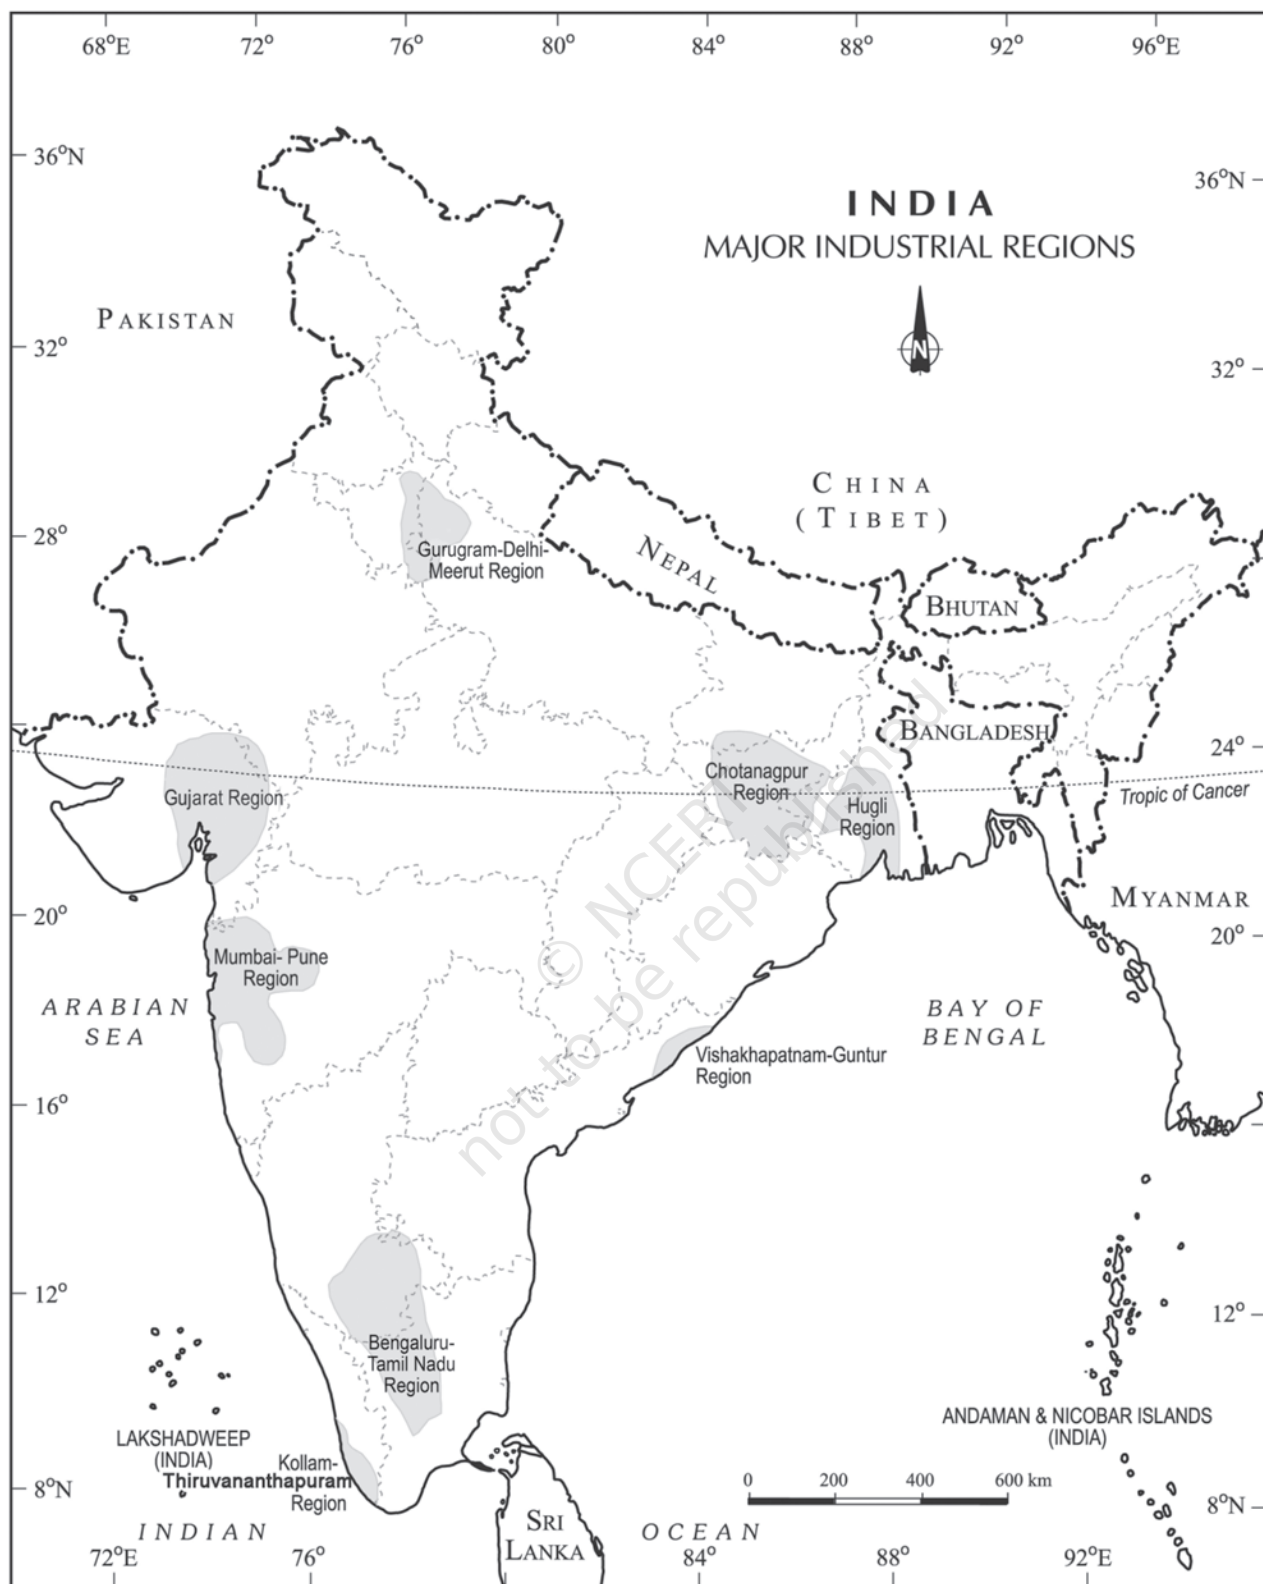 68°E 72° 76° 80° 84° 88° 92° 96°E
36°N
36°N
INDIA
MAJOR INDUSTRIAL REGIONS
N
PAKISTAN
32°
32°
CHINA
(TIBET)
28°
Gurugram-Delhi-
Meerut Region
NEPAL
BHUTAN
BANGLADESH
24°
Gujarat Region
Chotanagpur
Region
Hugli
Region
Tropic of Cancer
MYANMAR
20°
20°
Mumbai- Pune
Region
© NCERT
not to be republished
ARABIAN
SEA
BAY OF
BENGAL
Vishakhapatnam-Guntur
Region
16°
12°
12°
Bengaluru-
Tamil Nadu
Region
ANDAMAN & NICOBAR ISLANDS
(INDIA)
LAKSHADWEEP
(INDIA)
Kollam-
Thiruvananthapuram
Region
0 200 400 600 km
8°N
8°N
SRI
LANKA
INDIAN OCEAN
72°E 76° 84° 88° 92°E